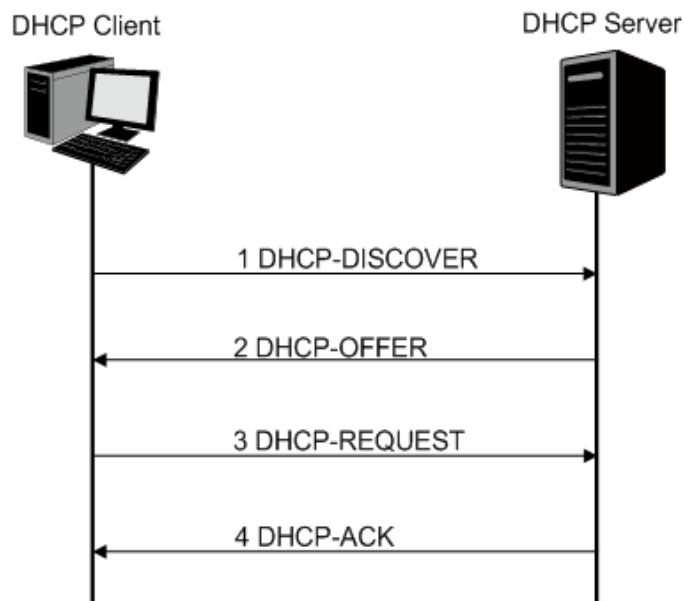 DHCP Client
DHCP Server
1 DHCP-DISCOVER
2 DHCP-OFFER
3 DHCP-REQUEST
4 DHCP-ACK